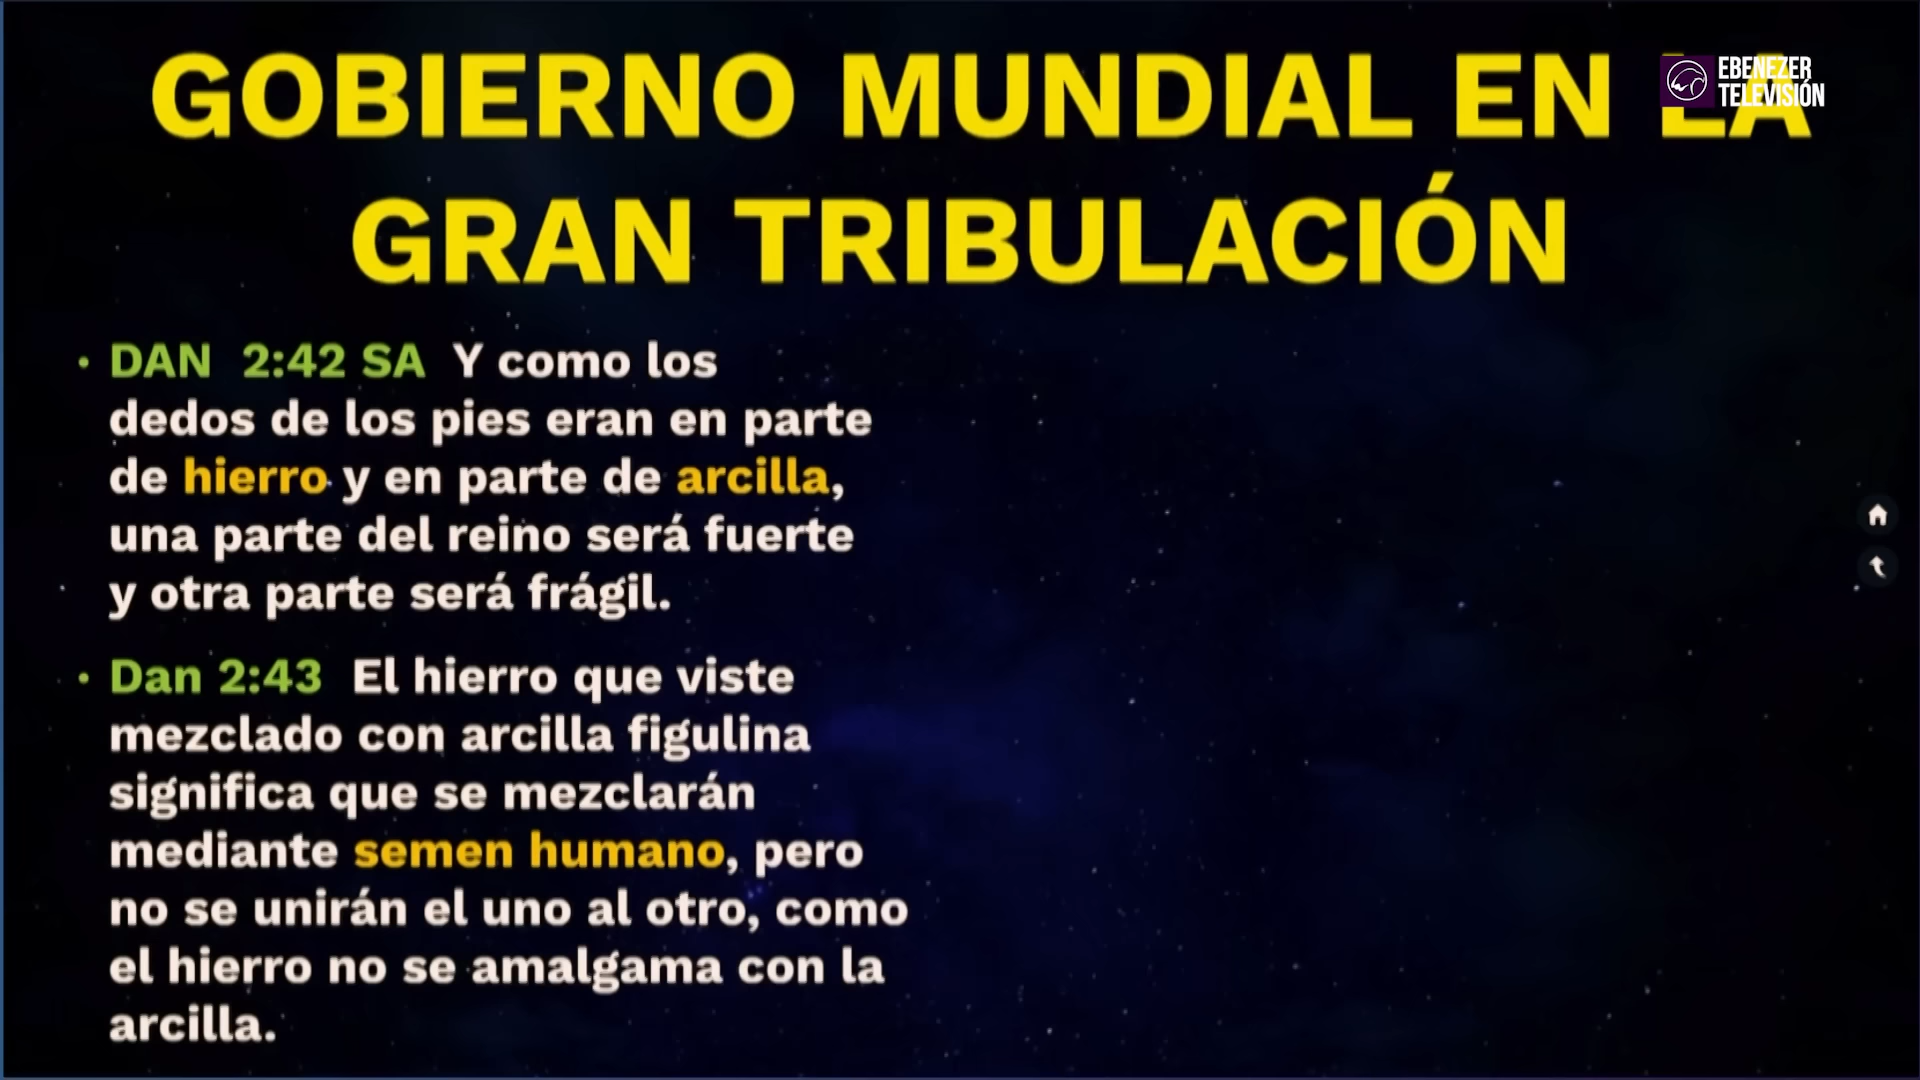 GOBIERNO MUNDIAL EN LA
EBENEZER
TELEVISIÓN
GRAN TRIBULACIÓN
• DAN 2:42 SA Y como los
dedos de los pies eran en parte
de hierro y en parte de arcilla,
una parte del reino será fuerte
y otra parte será frágil.
• Dan 2:43 El hierro que viste
mezclado con arcilla figulina
significa que se mezclarán
mediante semen humano, pero
no se unirán el uno al otro, como
el hierro no se amalgama con la
arcilla.